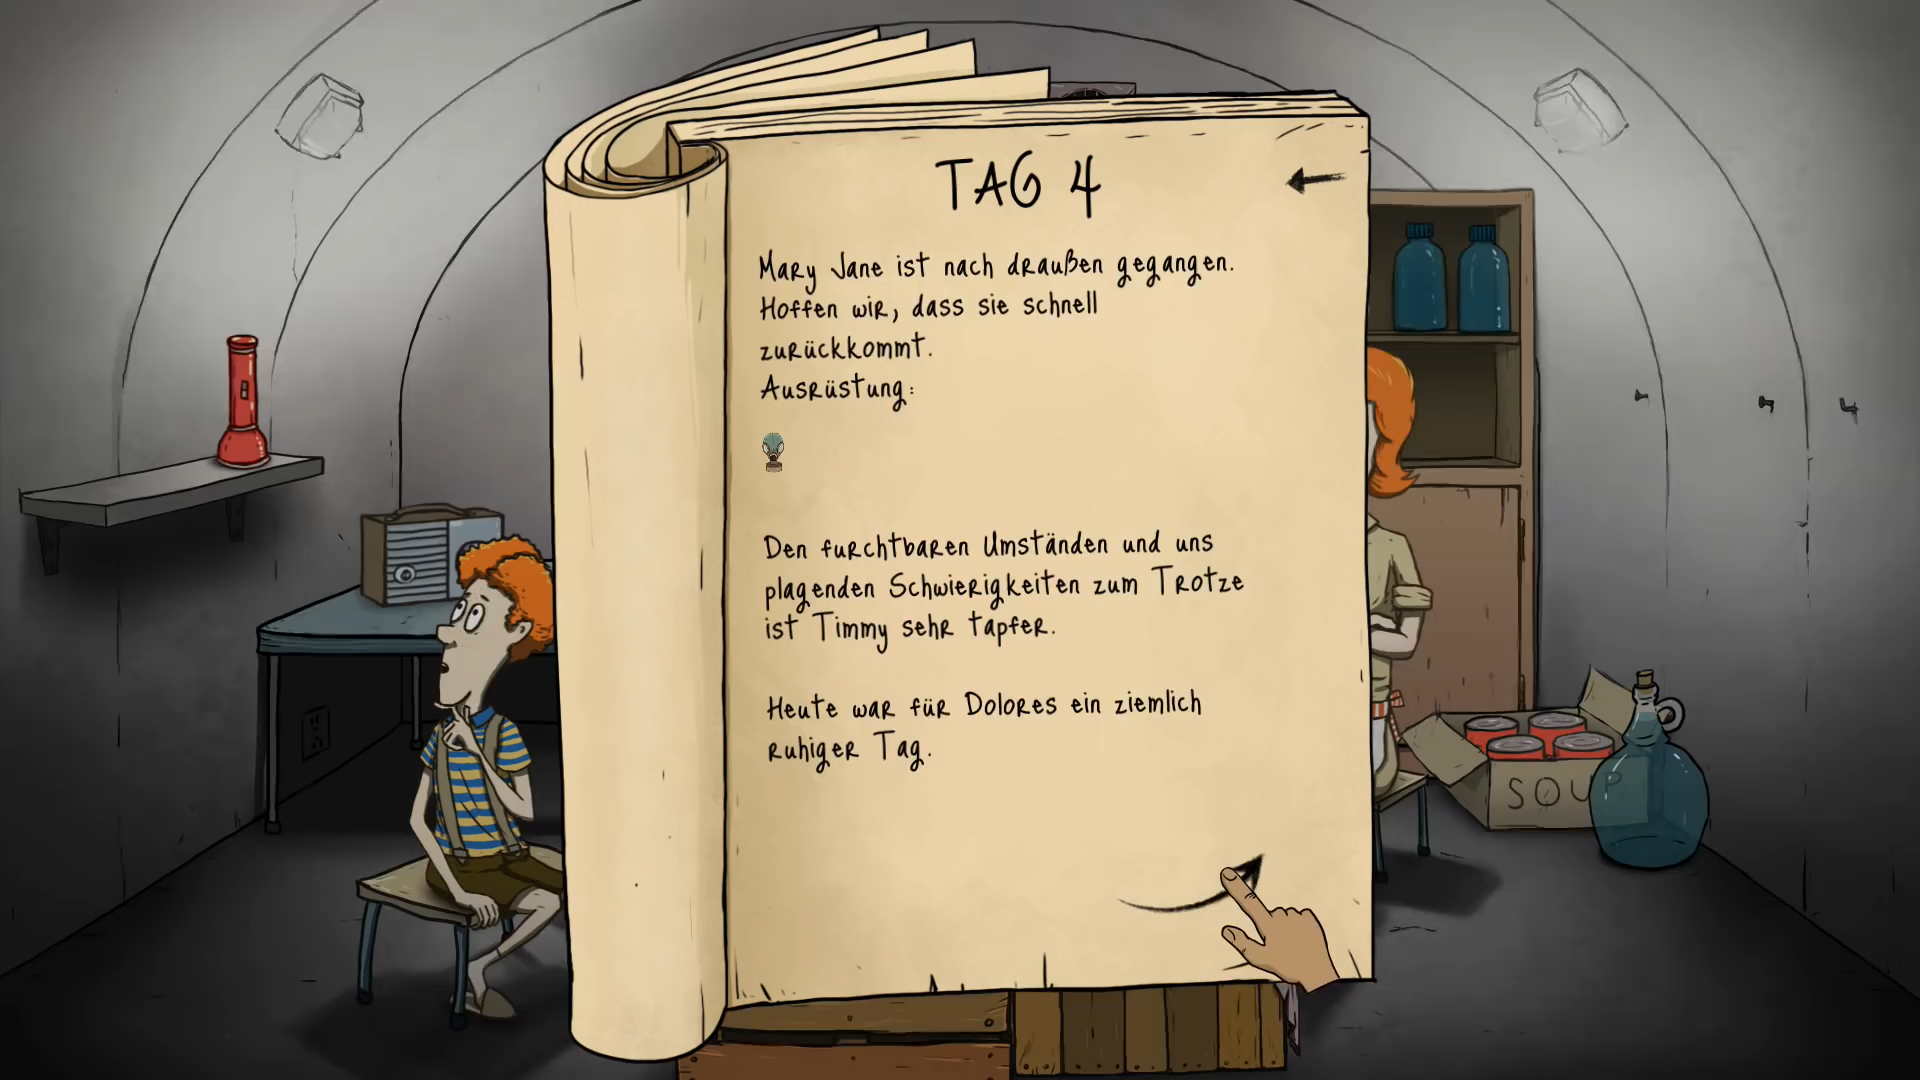 TAG 4
Mary Jane ist nach draußen gegangen.
Hoffen wir, dass sie schnell
zurückkommt.
Ausrüstung:
Den furchtbaren Umständen und uns
plagenden Schwierigkeiten zum Trotze
ist Timmy sehr tapfer.
Heute war für Dolores ein ziemlich
ruhiger Tag.
SOUP